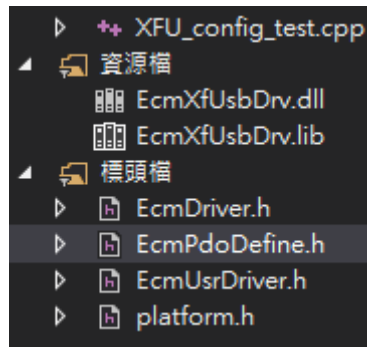 XFU_config_test.cpp
資源檔
EcmXfUsbDrv.dll
EcmXfUsbDrv.lib
標頭檔
EcmDriver.h
EcmPdoDefine.h
EcmUsrDriver.h
platform.h